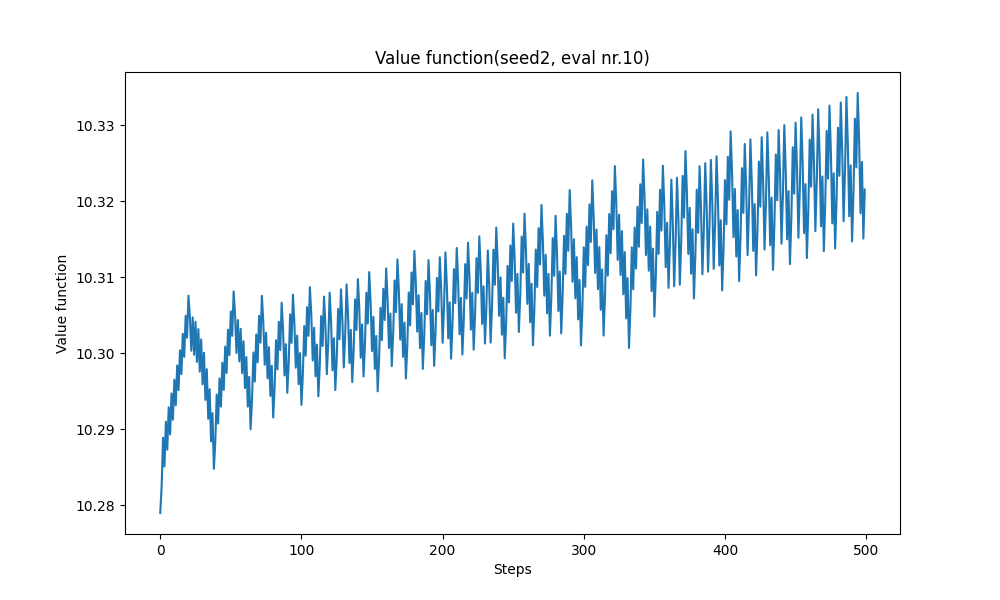 Value function(seed2, eval nr.10)
Value function
10.33
10.32
10.31
10.30
10.29
10.28
0 100 200 300 400 500
Steps